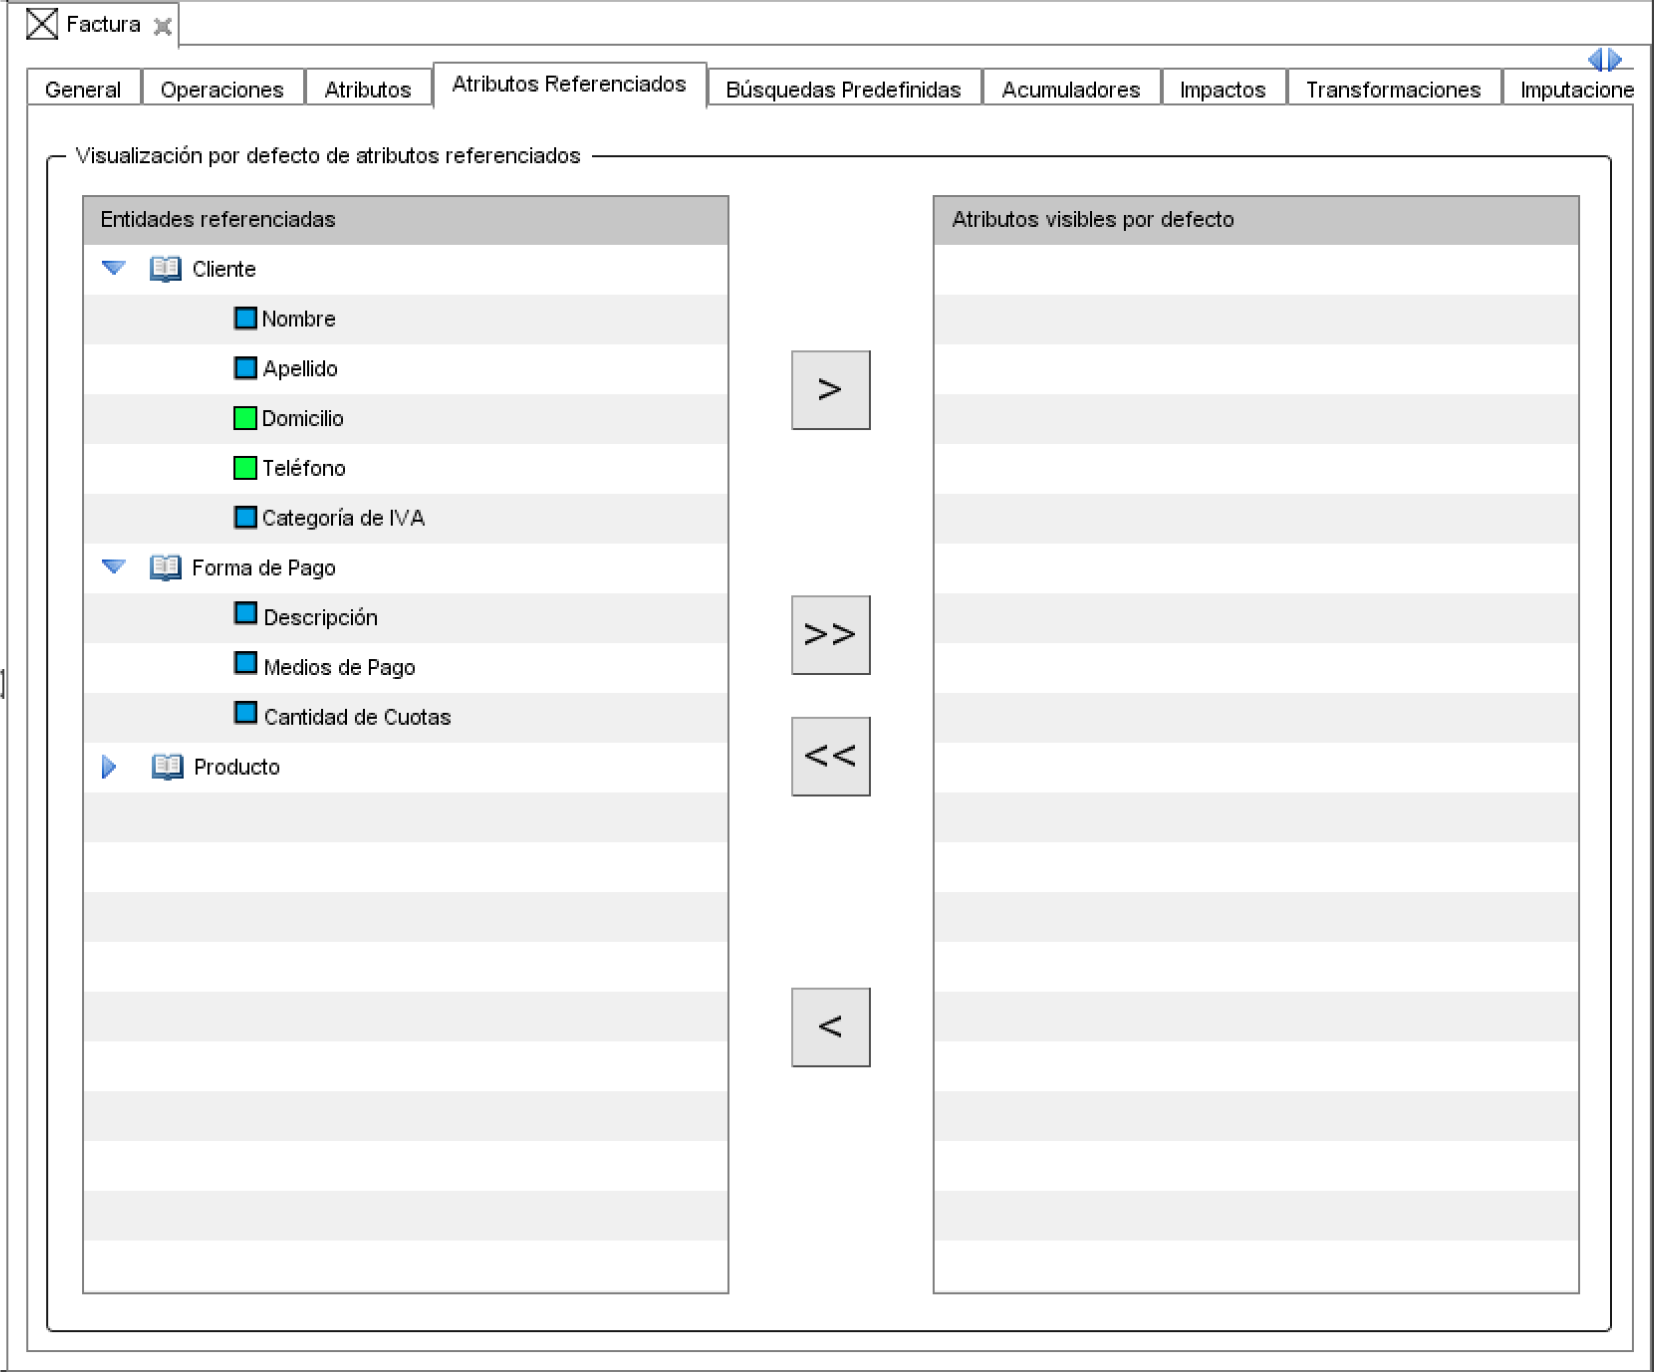 Factura
General Operaciones Atributos Atributos Referenciados Búsquedas Predefinidas Acumuladores Impactos Transformaciones Imputacione
Visualización por defecto de atributos referenciados
Entidades referenciadas
Cliente
Nombre
Apellido
Domicilio
Teléfono
Categoría de IVA
Forma de Pago
Descripción
Medios de Pago
Cantidad de Cuotas
Producto
>
>>
<<
<
Atributos visibles por defecto